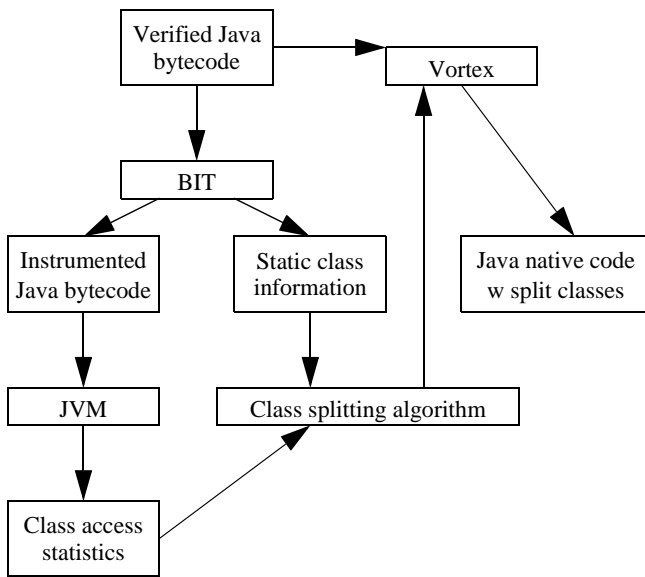 Verified Java
bytecode
Vortex
BIT
Instrumented
Java bytecode
Static class
information
Java native code
w split classes
JVM
Class splitting algorithm
Class access
statistics